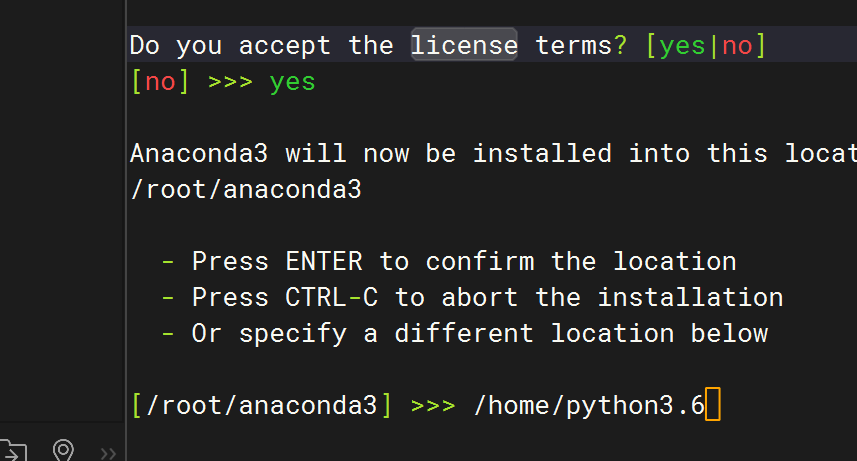 Do you accept the license terms? [yes|no]
[no] >>> yes
Anaconda3 will now be installed into this
/root/anaconda3
- Press ENTER to confirm the location
- Press CTRL-C to abort the installation
- Or specify a different location below
[/root/anaconda3] >>> /home/python3.6